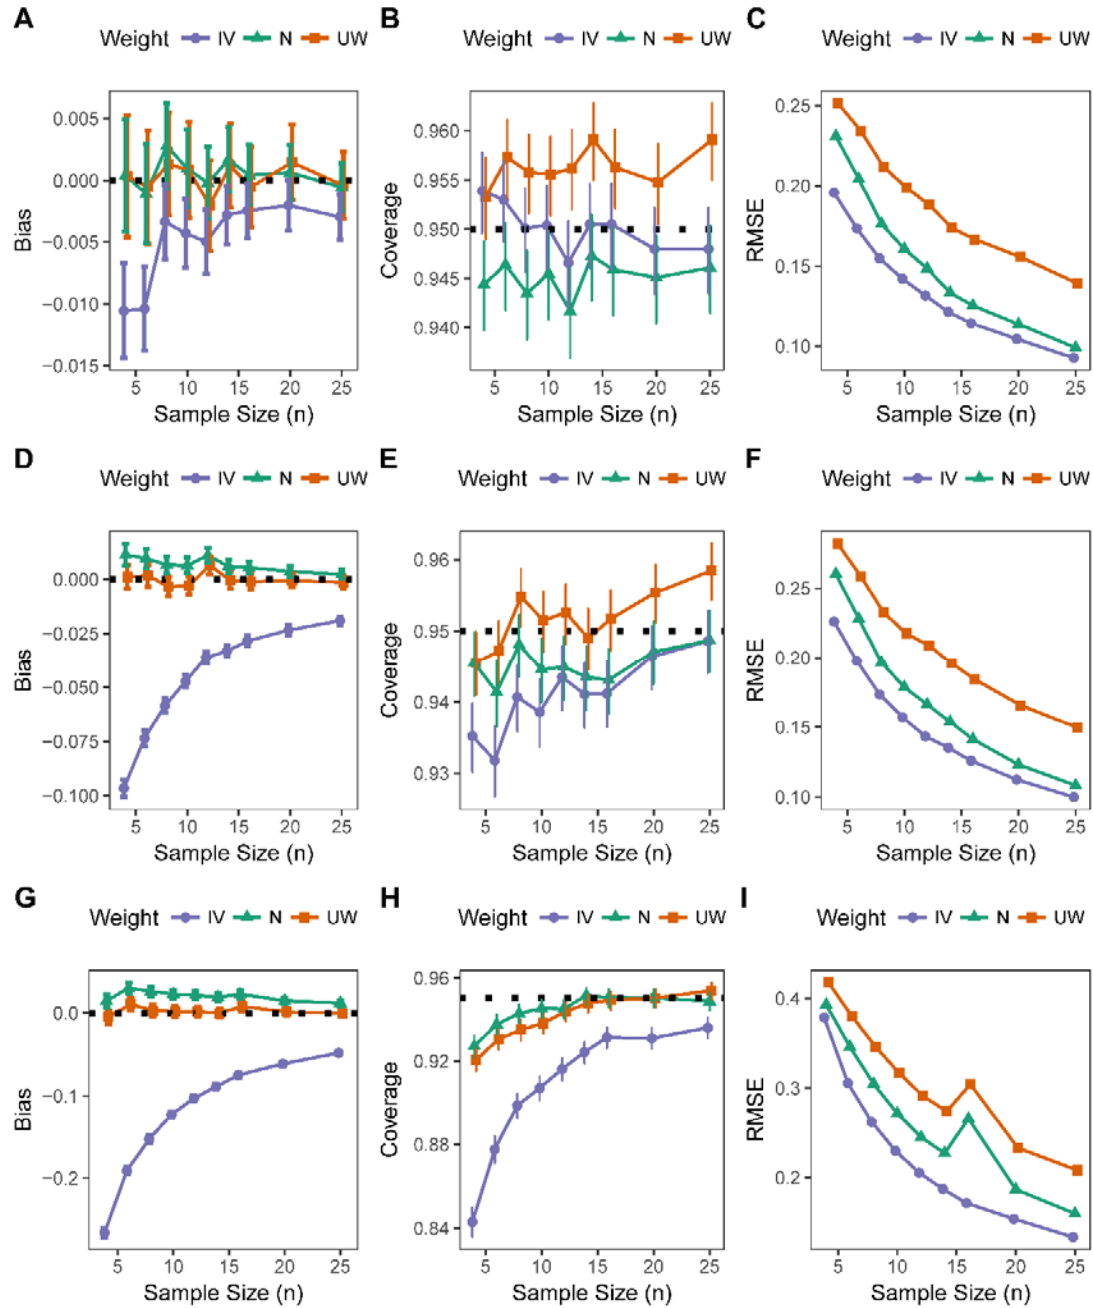 A B C
Weight IV N UW Weight IV N UW Weight IV N UW
0.005
0.000
−0.005
−0.010
−0.015
Bias
5 10 15 20 25
Sample Size (n)
0.960
0.955
0.950
0.945
0.940
Coverage
5 10 15 20 25
Sample Size (n)
0.25
0.20
0.15
0.10
RMSE
5 10 15 20 25
Sample Size (n)
D E F
Weight IV N UW Weight IV N UW Weight IV N UW
0.000
−0.025
−0.050
−0.075
−0.100
Bias
5 10 15 20 25
Sample Size (n)
0.96
0.95
0.94
0.93
Coverage
5 10 15 20 25
Sample Size (n)
0.25
0.20
0.15
0.10
RMSE
5 10 15 20 25
Sample Size (n)
G H I
Weight IV N UW Weight IV N UW Weight IV N UW
0.0
−0.1
−0.2
Bias
5 10 15 20 25
Sample Size (n)
0.96
0.92
0.88
0.84
Coverage
5 10 15 20 25
Sample Size (n)
0.4
0.3
0.2
RMSE
5 10 15 20 25
Sample Size (n)